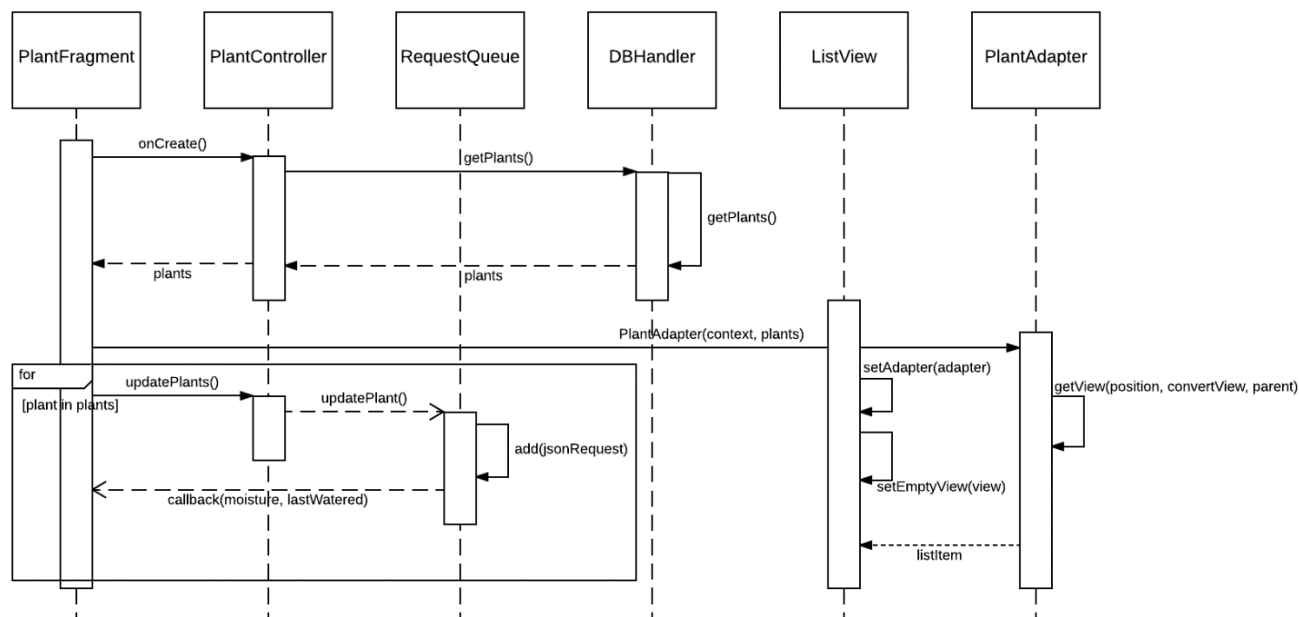 PlantFragment
PlantController
RequestQueue
DBHandler
ListView
PlantAdapter
onCreate()
getPlants()
getPlants()
plants
plants
PlantAdapter(context, plants)
for
[plant in plants]
updatePlants()
updatePlant()
setAdapter(adapter)
getView(position, convertView, parent)
add(jsonRequest)
setEmptyView(view)
callback(moisture, lastWatered)
listItem